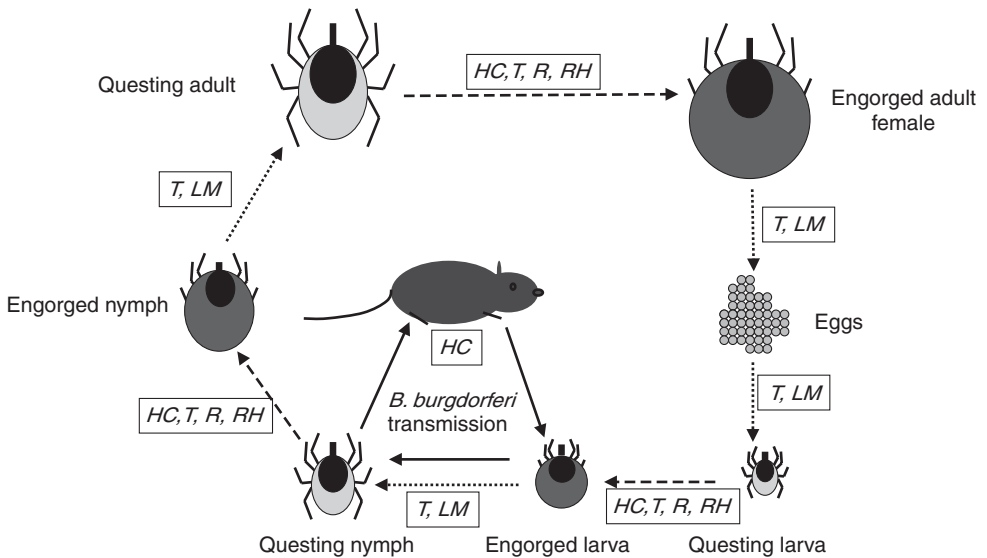 Questing adult
HC,T, R, RH
Engorged adult
female
T, LM
T, LM
Engorged nymph
HC
Eggs
T, LM
HC,T, R, RH
B. burgdorferi
transmission
T, LM
HC,T, R, RH
Questing nymph
Engorged larva
Questing larva